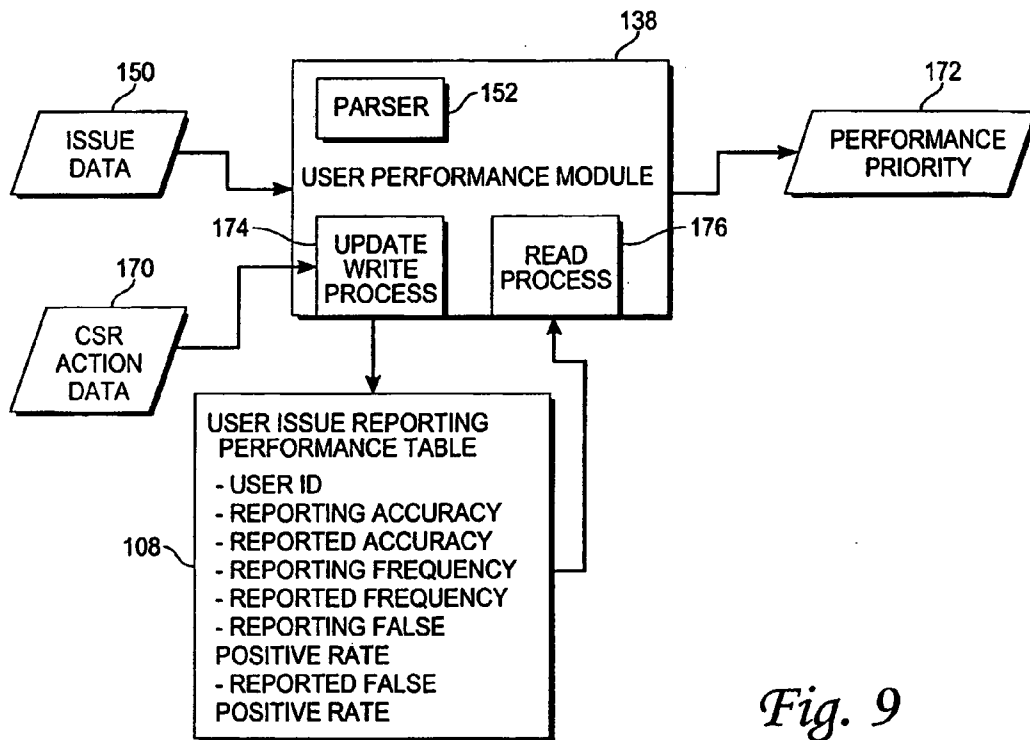 138
150
ISSUE
DATA
PARSER
152
USER PERFORMANCE MODULE
172
PERFORMANCE
PRIORITY
174
UPDATE
WRITE
PROCESS
176
READ
PROCESS
170
CSR
ACTION
DATA
108
USER ISSUE REPORTING
PERFORMANCE TABLE
- USER ID
- REPORTING ACCURACY
- REPORTED ACCURACY
- REPORTING FREQUENCY
- REPORTED FREQUENCY
- REPORTING FALSE
POSITIVE RATE
- REPORTED FALSE
POSITIVE RATE
Fig. 9